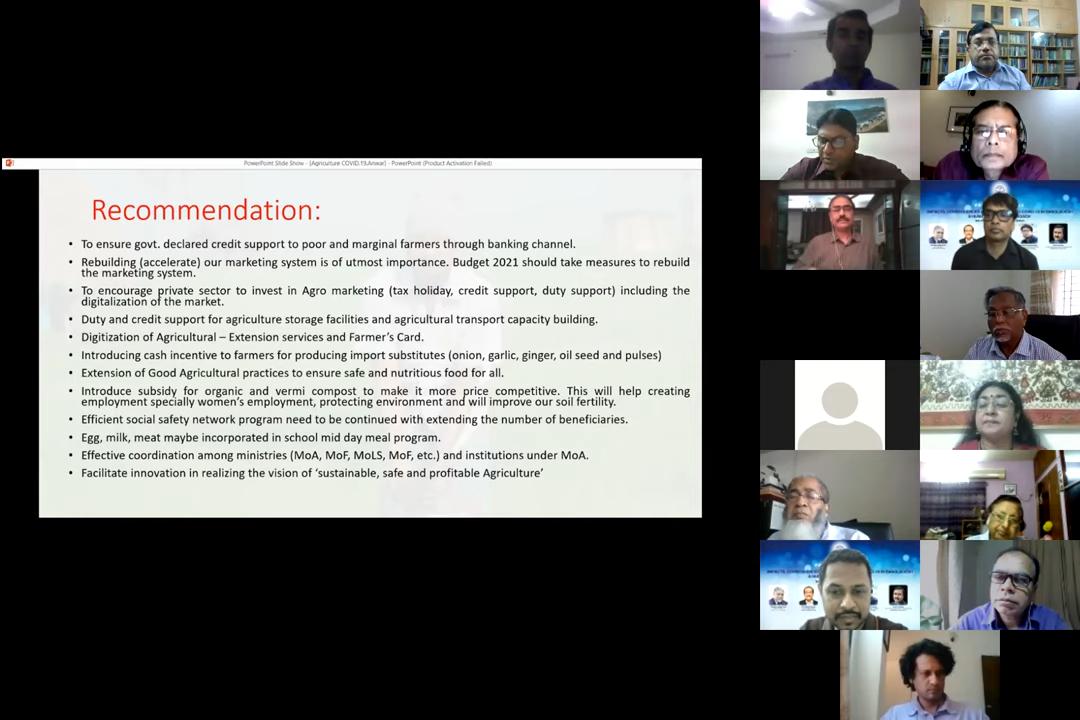 PowerPoint Slide Show - [Agriculture COVID.19.Anwar] - PowerPoint (Product Activation Failed)
Recommendation:
• To ensure govt. declared credit support to poor and marginal farmers through banking channel.
• Rebuilding (accelerate) our marketing system is of utmost importance. Budget 2021 should take measures to rebuild
the marketing system.
• To encourage private sector to invest in Agro marketing (tax holiday, credit support, duty support) including the
digitalization of the market.
• Duty and credit support for agriculture storage facilities and agricultural transport capacity building.
• Digitization of Agricultural – Extension services and Farmer's Card.
• Introducing cash incentive to farmers for producing import substitutes (onion, garlic, ginger, oil seed and pulses)
• Extension of Good Agricultural practices to ensure safe and nutritious food for all.
• Introduce subsidy for organic and vermi compost to make it more price competitive. This will help creating
employment specially women's employment, protecting environment and will improve our soil fertility.
• Efficient social safety network program need to be continued with extending the number of beneficiaries.
• Egg, milk, meat maybe incorporated in school mid day meal program.
• Effective coordination among ministries (MoA, MoF, MoLS, MoF, etc.) and institutions under MoA.
• Facilitate innovation in realizing the vision of 'sustainable, safe and profitable Agriculture'